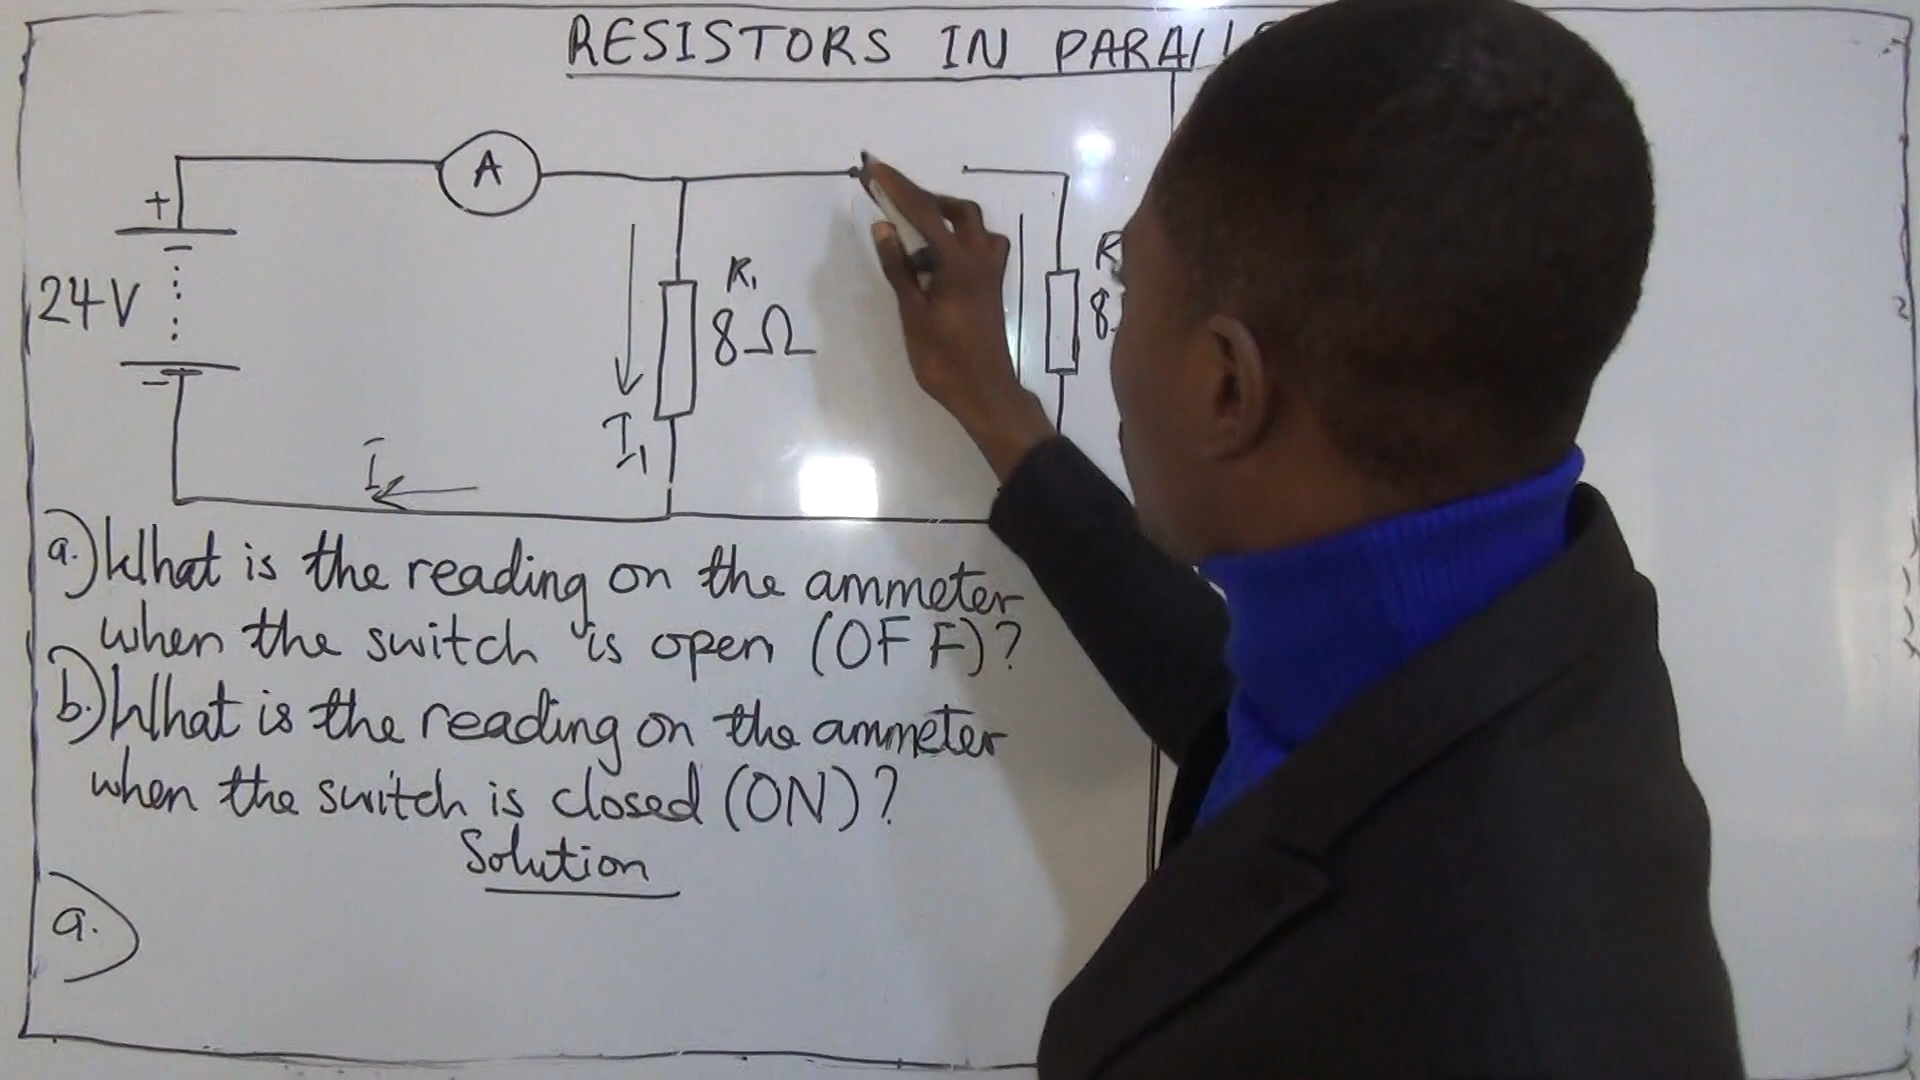 RESISTORS IN
A
+
24V
-
R₁
8Ω
I₁
I
R
8
a.) What is the reading on the ammeter
when the switch is open (OFF)?
b.) What is the reading on the ammeter
when the switch is closed (ON)?
Solution
a.